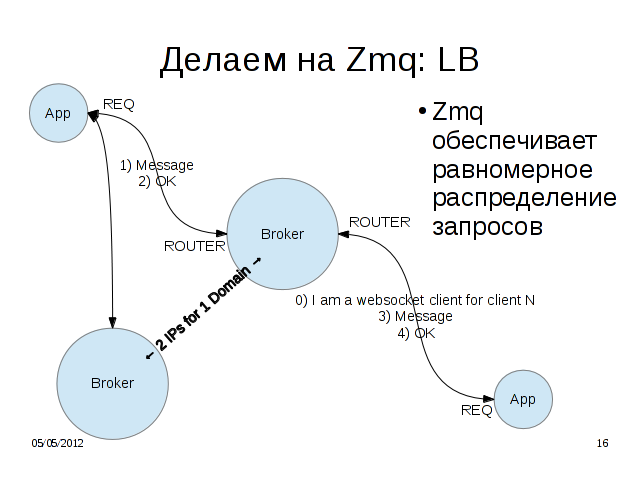 Делаем на Zmq: LB
App
REQ
1) Message
2) OK
Broker
ROUTER
ROUTER
← 2 IPs for 1 Domain →
• Zmq
обеспечивает
равномерное
распределение
запросов
0) I am a websocket client for client N
3) Message
4) OK
Broker
App
REQ
05/05/2012
16